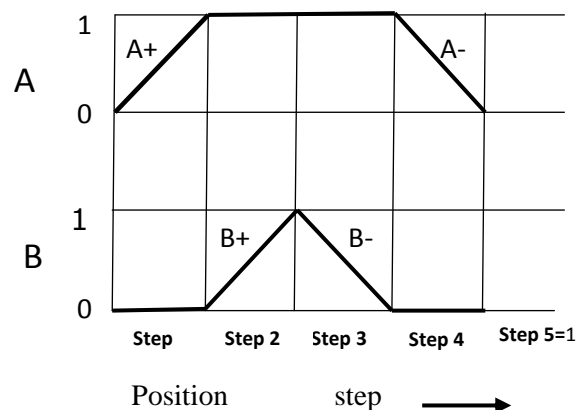 1
A+ A-
A
0
1
B+ B-
B
0
Step Step 2 Step 3 Step 4 Step 5=1
Position step